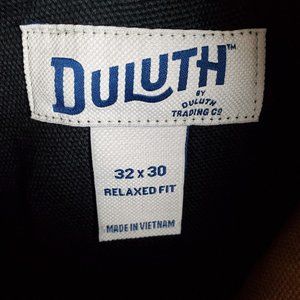 DULUTH™
BY
DULUTH
TRADING CO
32 x 30
RELAXED FIT
MADE IN VIETNAM